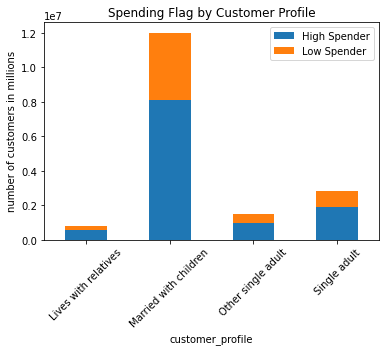 Spending Flag by Customer Profile
1e7
High Spender
Low Spender
number of customers in millions
1.2
1.0
0.8
0.6
0.4
0.2
0.0
Lives with relatives
Married with children
Other single adult
Single adult
customer_profile